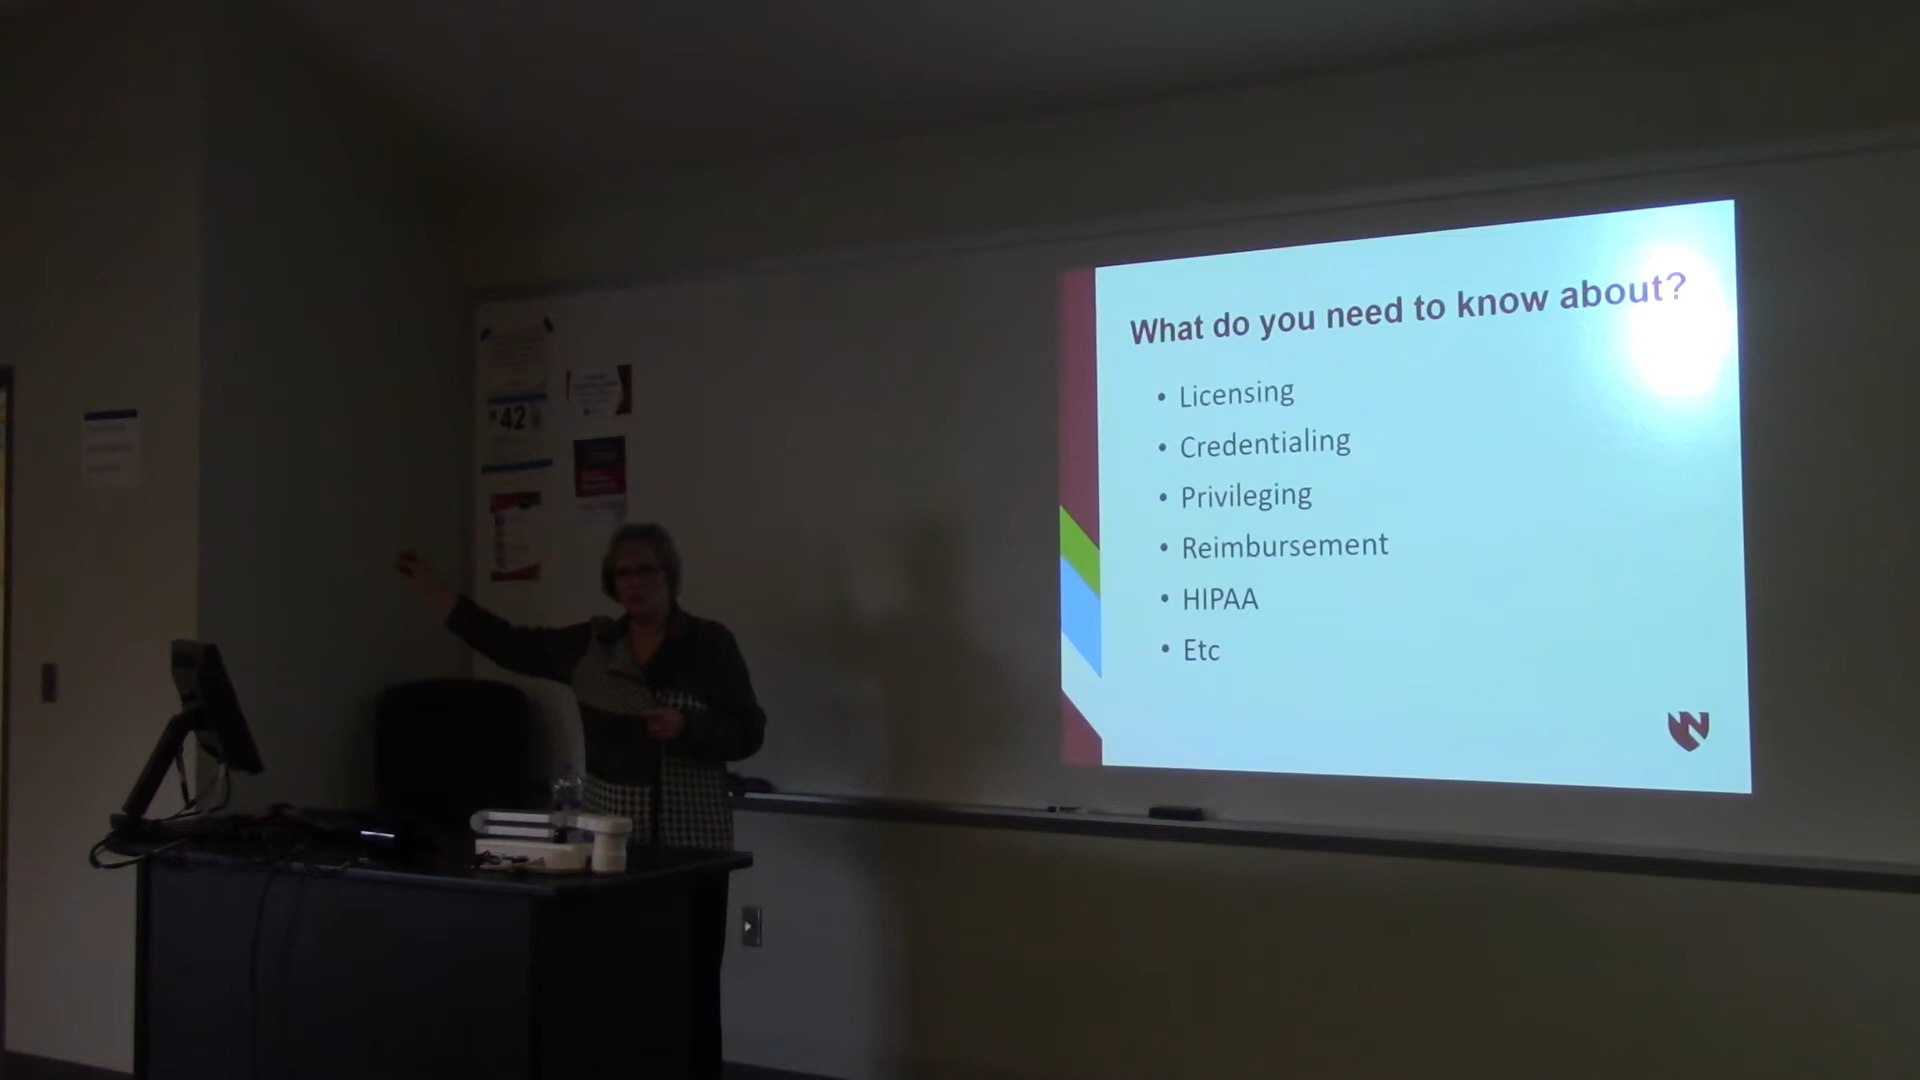 42
What do you need to know about?
• Licensing
• Credentialing
• Privileging
• Reimbursement
• HIPAA
• Etc